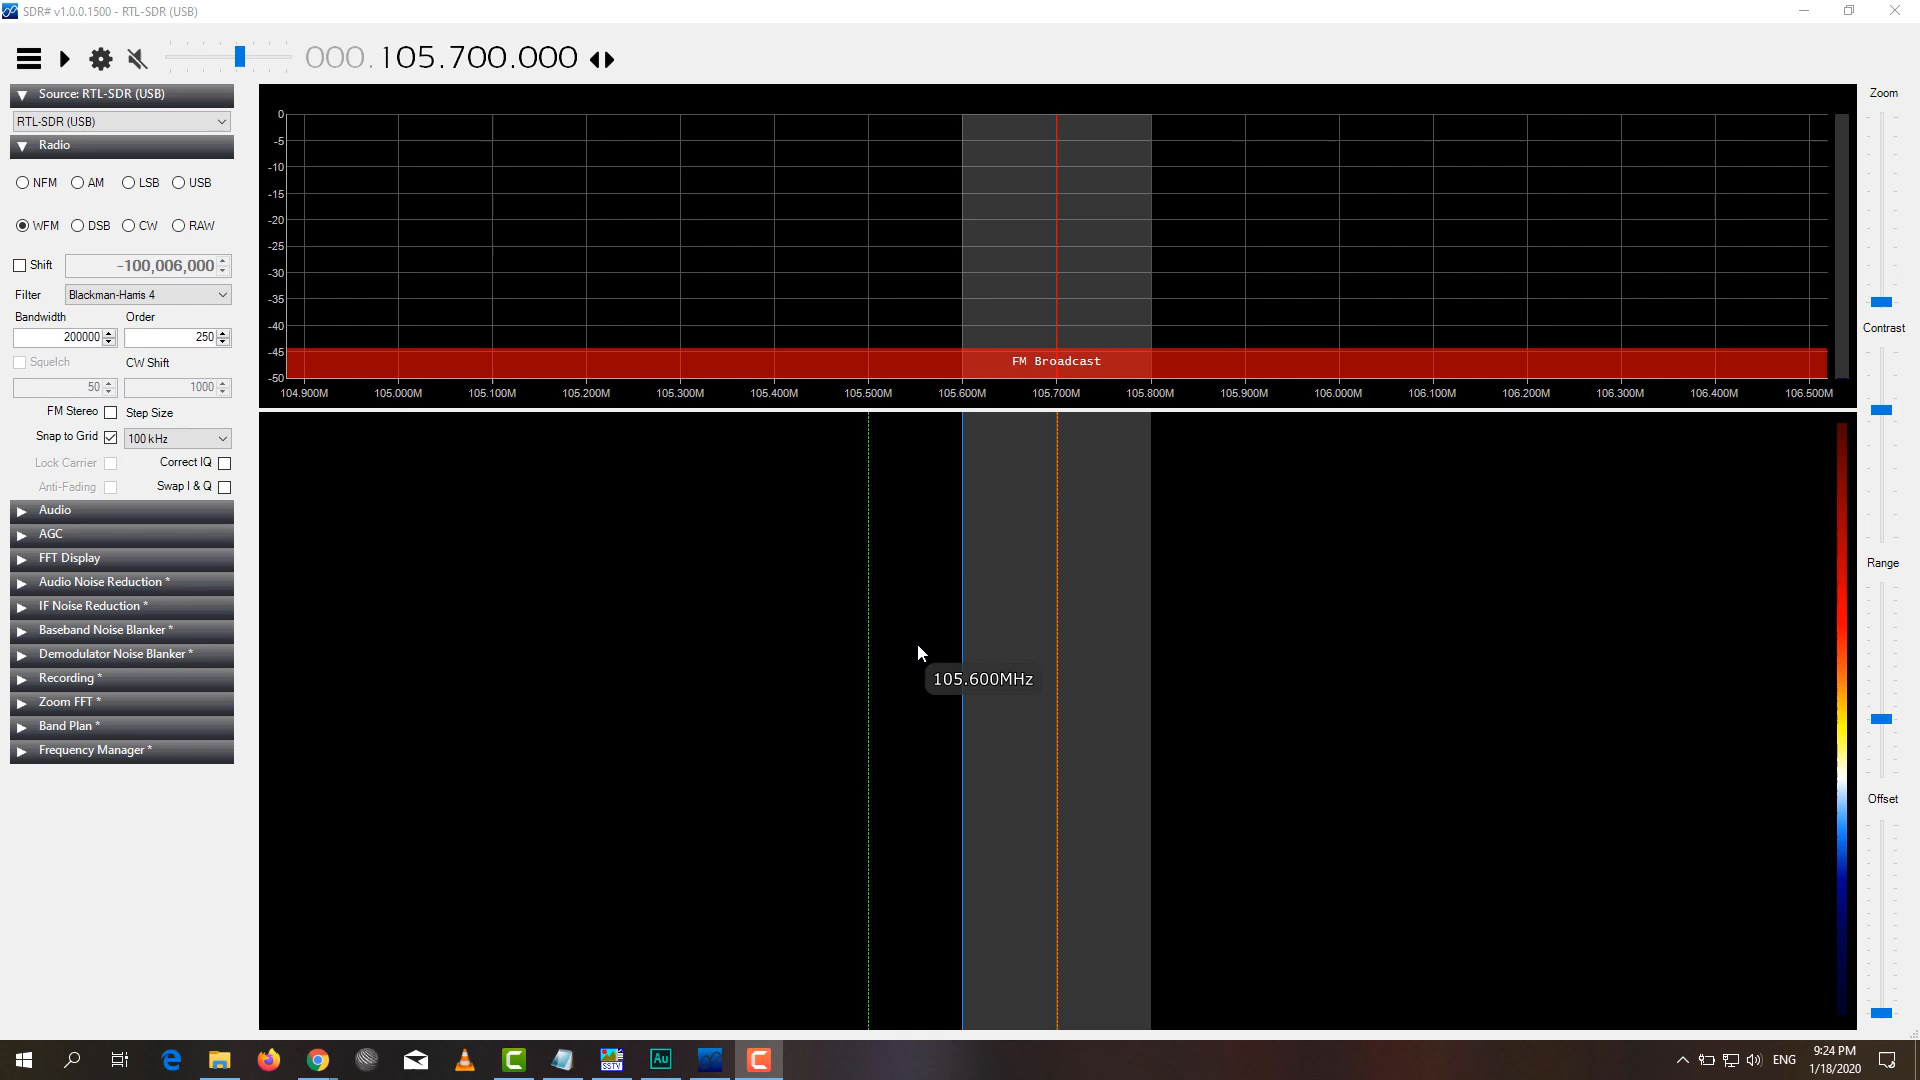 SDR# v1.0.0.1500 - RTL-SDR (USB)
000.105.700.000
Source: RTL-SDR (USB)
RTL-SDR (USB)
Radio
NFM AM LSB USB
WFM DSB CW RAW
Shift -100,006,000
Filter Blackman-Harris 4
Bandwidth Order
200000 250
Squelch CW Shift
50 1000
FM Stereo Step Size
Snap to Grid 100 kHz
Lock Carrier Correct IQ
Anti-Fading Swap I & Q
Audio
AGC
FFT Display
Audio Noise Reduction *
IF Noise Reduction *
Baseband Noise Blanker *
Demodulator Noise Blanker *
Recording *
Zoom FFT *
Band Plan *
Frequency Manager *
0
-5
-10
-15
-20
-25
-30
-35
-40
-45
-50
FM Broadcast
104.900M 105.000M 105.100M 105.200M 105.300M 105.400M 105.500M 105.600M 105.700M 105.800M 105.900M 106.000M 106.100M 106.200M 106.300M 106.400M 106.500M
105.600MHz
Zoom
Contrast
Range
Offset
SSTV
Au
ENG
9:24 PM
1/18/2020